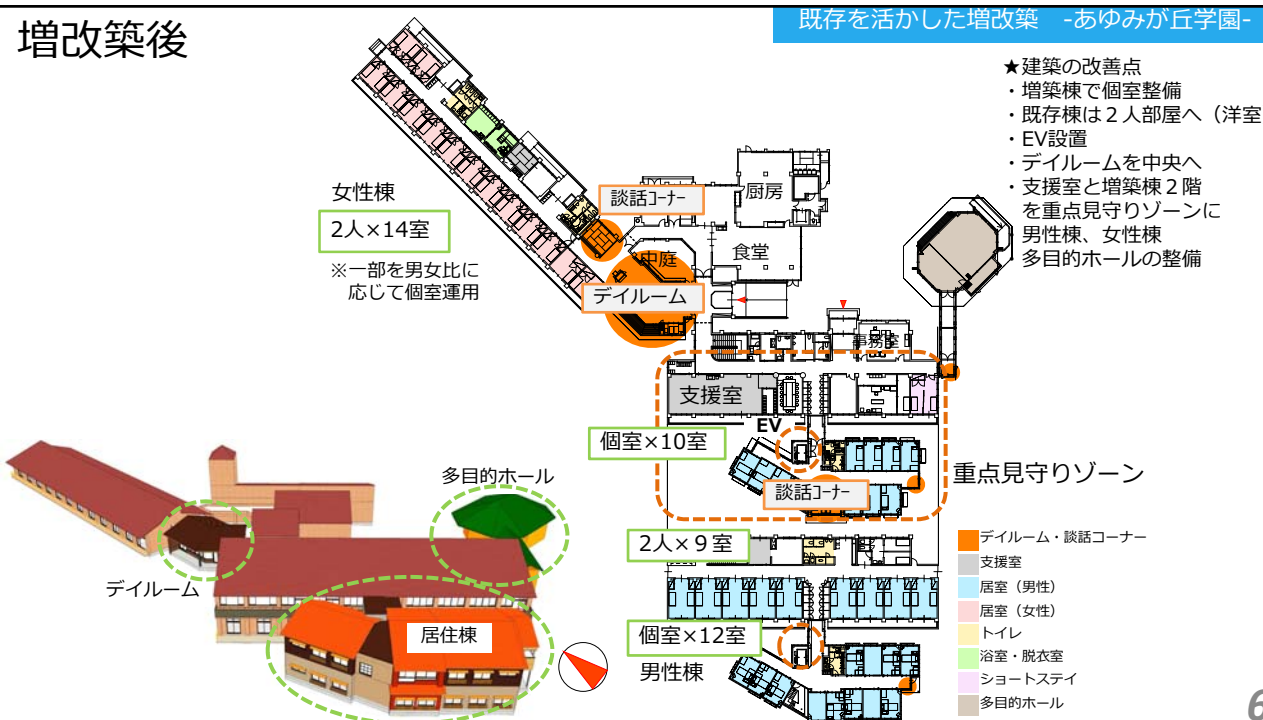 増改築後
既存を活かした増改築　-あゆみが丘学園-
★建築の改善点
・増築棟で個室整備
・既存棟は２人部屋へ（洋室
・EV設置
・デイルームを中央へ
・支援室と増築棟２階
を重点見守りゾーンに
男性棟、女性棟
多目的ホールの整備
女性棟
2人×14室
※一部を男女比に
応じて個室運用
談話コーナー
厨房
中庭
食堂
デイルーム
事務室
支援室
EV
個室×10室
談話コーナー
重点見守りゾーン
2人×９室
個室×12室
男性棟
多目的ホール
デイルーム
居住棟
デイルーム・談話コーナー
支援室
居室（男性）
居室（女性）
トイレ
浴室・脱衣室
ショートステイ
多目的ホール
6